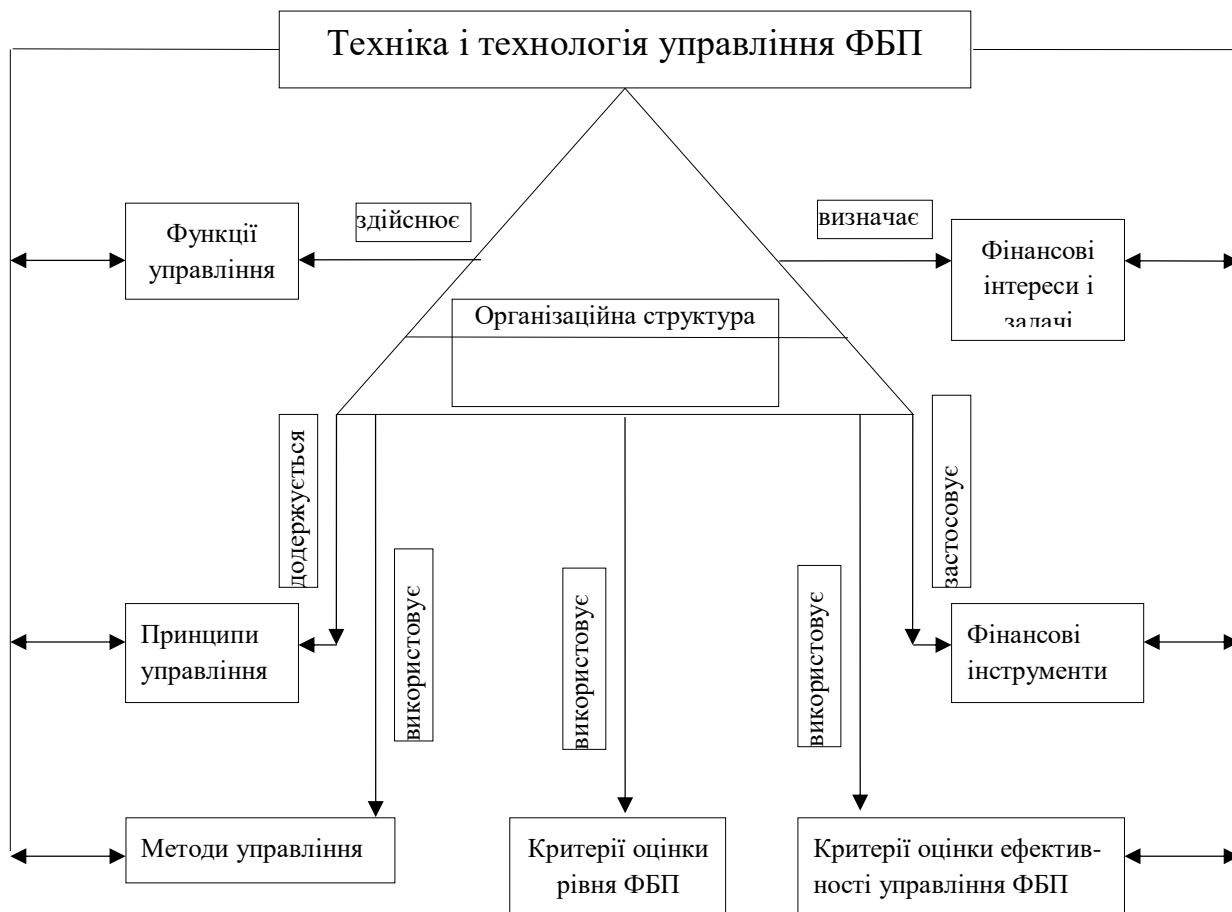 Техніка і технологія управління ФБП
здійснює
визначає
Функції
управління
Фінансові
інтереси і
задачі
Організаційна структура
додержується
застосовує
використовує
використовує
використовує
Принципи
управління
Фінансові
інструменти
Методи управління
Критерії оцінки
рівня ФБП
Критерії оцінки ефектив-
ності управління ФБП